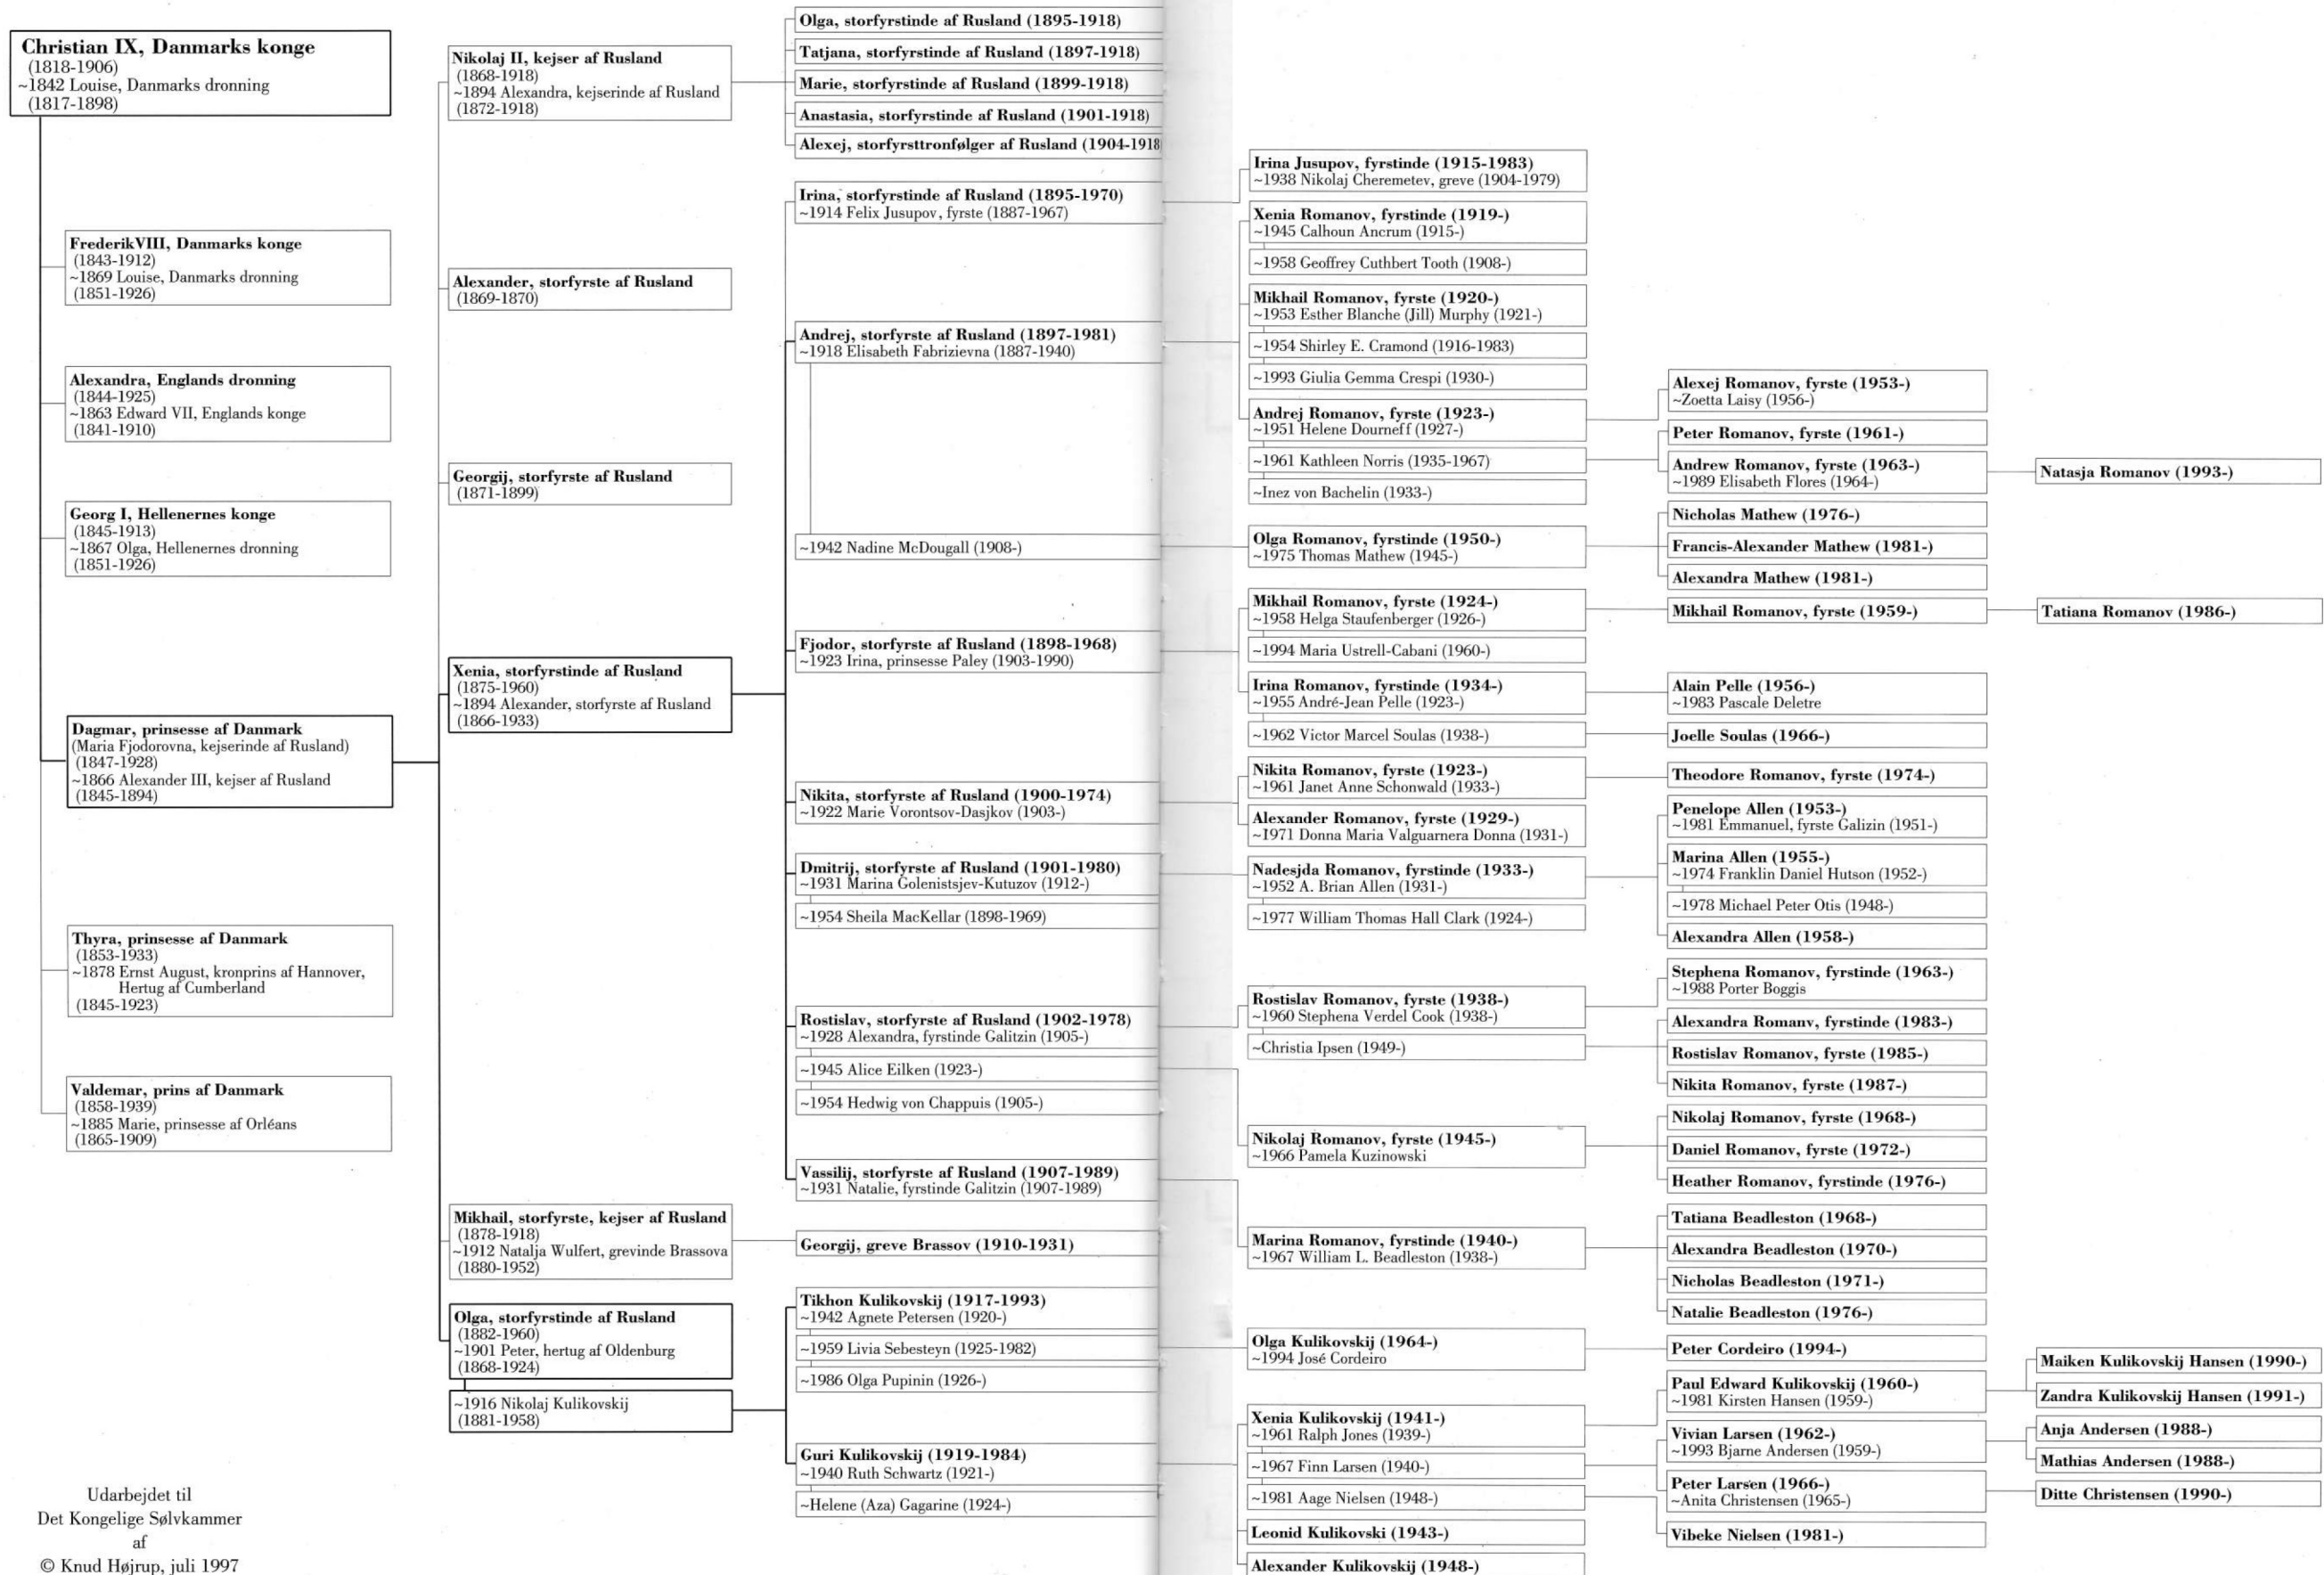 Christian IX, Danmarks konge
(1818-1906)
~1842 Louise, Danmarks dronning
(1817-1898)
FrederikVIII, Danmarks konge
(1843-1912)
~1869 Louise, Danmarks dronning
(1851-1926)
Alexandra, Englands dronning
(1844-1925)
~1863 Edward VII, Englands konge
(1841-1910)
Georg I, Hellenernes konge
(1845-1913)
~1867 Olga, Hellenernes dronning
(1851-1926)
Dagmar, prinsesse af Danmark
(Maria Fjodorovna, kejserinde af Rusland)
(1847-1928)
~1866 Alexander III, kejser af Rusland
(1845-1894)
Thyra, prinsesse af Danmark
(1853-1933)
~1878 Ernst August, kronprins af Hannover,
Hertug af Cumberland
(1845-1923)
Valdemar, prins af Danmark
(1858-1939)
~1885 Marie, prinsesse af Orléans
(1865-1909)
Udarbejdet til
Det Kongelige Sølvkammer
af
© Knud Højrup, juli 1997
Nikolaj II, kejser af Rusland
(1868-1918)
~1894 Alexandra, kejserinde af Rusland
(1872-1918)
Alexander, storfyrste af Rusland
(1869-1870)
Georgij, storfyrste af Rusland
(1871-1899)
Xenia, storfyrstinde af Rusland
(1875-1960)
~1894 Alexander, storfyrste af Rusland
(1866-1933)
Mikhail, storfyrste, kejser af Rusland
(1878-1918)
~1912 Natalja Wulfert, grevinde Brassova
(1880-1952)
Olga, storfyrstinde af Rusland
(1882-1960)
~1901 Peter, hertug af Oldenburg
(1868-1924)
~1916 Nikolaj Kulikovskij
(1881-1958)
Olga, storfyrstinde af Rusland (1895-1918)
Tatjana, storfyrstinde af Rusland (1897-1918)
Marie, storfyrstinde af Rusland (1899-1918)
Anastasia, storfyrstinde af Rusland (1901-1918)
Alexej, storfyrsttronfølger af Rusland (1904-1918
Irina, storfyrstinde af Rusland (1895-1970)
~1914 Felix Jusupov, fyrste (1887-1967)
Andrej, storfyrste af Rusland (1897-1981)
~1918 Elisabeth Fabrizievna (1887-1940)
~1942 Nadine McDougall (1908-)
Fjodor, storfyrste af Rusland (1898-1968)
~1923 Irina, prinsesse Paley (1903-1990)
Nikita, storfyrste af Rusland (1900-1974)
~1922 Marie Vorontsov-Dasjkov (1903-)
Dmitrij, storfyrste af Rusland (1901-1980)
~1931 Marina Golenistsjev-Kutuzov (1912-)
~1954 Sheila MacKellar (1898-1969)
Rostislav, storfyrste af Rusland (1902-1978)
~1928 Alexandra, fyrstinde Galitzin (1905-)
~1945 Alice Eilken (1923-)
~1954 Hedwig von Chappuis (1905-)
Vassilij, storfyrste af Rusland (1907-1989)
~1931 Natalie, fyrstinde Galitzin (1907-1989)
Georgij, greve Brassov (1910-1931)
Tikhon Kulikovskij (1917-1993)
~1942 Agnete Petersen (1920-)
~1959 Livia Sebesteyn (1925-1982)
~1986 Olga Pupinin (1926-)
Guri Kulikovskij (1919-1984)
~1940 Ruth Schwartz (1921-)
~Helene (Aza) Gagarine (1924-)
Irina Jusupov, fyrstinde (1915-1983)
~1938 Nikolaj Cheremetev, greve (1904-1979)
Xenia Romanov, fyrstinde (1919-)
~1945 Calhoun Ancrum (1915-)
~1958 Geoffrey Cuthbert Tooth (1908-)
Mikhail Romanov, fyrste (1920-)
~1953 Esther Blanche (Jill) Murphy (1921-)
~1954 Shirley E. Cramond (1916-1983)
~1993 Giulia Gemma Crespi (1930-)
Andrej Romanov, fyrste (1923-)
~1951 Helene Dourneff (1927-)
~1961 Kathleen Norris (1935-1967)
~Inez von Bachelin (1933-)
Olga Romanov, fyrstinde (1950-)
~1975 Thomas Mathew (1945-)
Mikhail Romanov, fyrste (1924-)
~1958 Helga Staufenberger (1926-)
~1994 Maria Ustrell-Cabani (1960-)
Irina Romanov, fyrstinde (1934-)
~1955 André-Jean Pelle (1923-)
~1962 Victor Marcel Soulas (1938-)
Nikita Romanov, fyrste (1923-)
~1961 Janet Anne Schonwald (1933-)
Alexander Romanov, fyrste (1929-)
~1971 Donna Maria Valguarnera Donna (1931-)
Nadesjda Romanov, fyrstinde (1933-)
~1952 A. Brian Allen (1931-)
~1977 William Thomas Hall Clark (1924-)
Rostislav Romanov, fyrste (1938-)
~1960 Stephena Verdel Cook (1938-)
~Christia Ipsen (1949-)
Nikolaj Romanov, fyrste (1945-)
~1966 Pamela Kuzinowski
Marina Romanov, fyrstinde (1940-)
~1967 William L. Beadleston (1938-)
Olga Kulikovskij (1964-)
~1994 José Cordeiro
Xenia Kulikovskij (1941-)
~1961 Ralph Jones (1939-)
~1967 Finn Larsen (1940-)
~1981 Aage Nielsen (1948-)
Leonid Kulikovski (1943-)
Alexander Kulikovskij (1948-)
Alexej Romanov, fyrste (1953-)
~Zoetta Laisy (1956-)
Peter Romanov, fyrste (1961-)
Andrew Romanov, fyrste (1963-)
~1989 Elisabeth Flores (1964-)
Nicholas Mathew (1976-)
Francis-Alexander Mathew (1981-)
Alexandra Mathew (1981-)
Mikhail Romanov, fyrste (1959-)
Alain Pelle (1956-)
~1983 Pascale Deletre
Joelle Soulas (1966-)
Theodore Romanov, fyrste (1974-)
Penelope Allen (1953-)
~1981 Emmanuel, fyrste Galizin (1951-)
Marina Allen (1955-)
~1974 Franklin Daniel Hutson (1952-)
~1978 Michael Peter Otis (1948-)
Alexandra Allen (1958-)
Stephena Romanov, fyrstinde (1963-)
~1988 Porter Boggis
Alexandra Romanv, fyrstinde (1983-)
Rostislav Romanov, fyrste (1985-)
Nikita Romanov, fyrste (1987-)
Nikolaj Romanov, fyrste (1968-)
Daniel Romanov, fyrste (1972-)
Heather Romanov, fyrstinde (1976-)
Tatiana Beadleston (1968-)
Alexandra Beadleston (1970-)
Nicholas Beadleston (1971-)
Natalie Beadleston (1976-)
Peter Cordeiro (1994-)
Paul Edward Kulikovskij (1960-)
~1981 Kirsten Hansen (1959-)
Vivian Larsen (1962-)
~1993 Bjarne Andersen (1959-)
Peter Larsen (1966-)
~Anita Christensen (1965-)
Vibeke Nielsen (1981-)
Natasja Romanov (1993-)
Tatiana Romanov (1986-)
Maiken Kulikovskij Hansen (1990-)
Zandra Kulikovskij Hansen (1991-)
Anja Andersen (1988-)
Mathias Andersen (1988-)
Ditte Christensen (1990-)